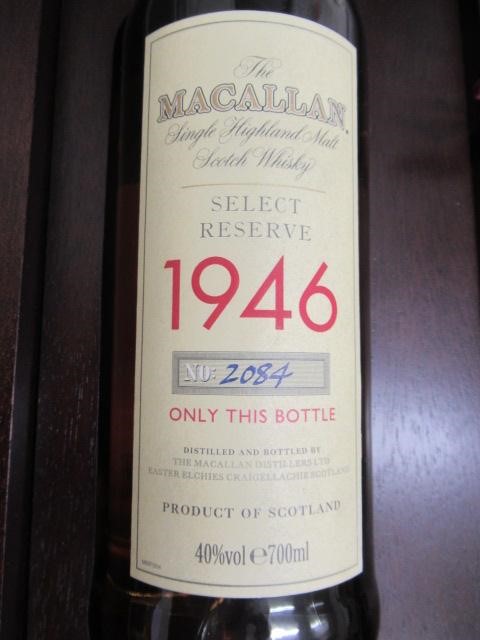 The
MACALLAN
Single Highland Malt
Scotch Whisky
SELECT
RESERVE
1946
NO: 2084
ONLY THIS BOTTLE
DISTILLED AND BOTTLED BY
THE MACALLAN DISTILLERS LTD
EASTER ELCHIES CRAIGELLACHIE SCOTLAND
PRODUCT OF SCOTLAND
40%vol e700ml